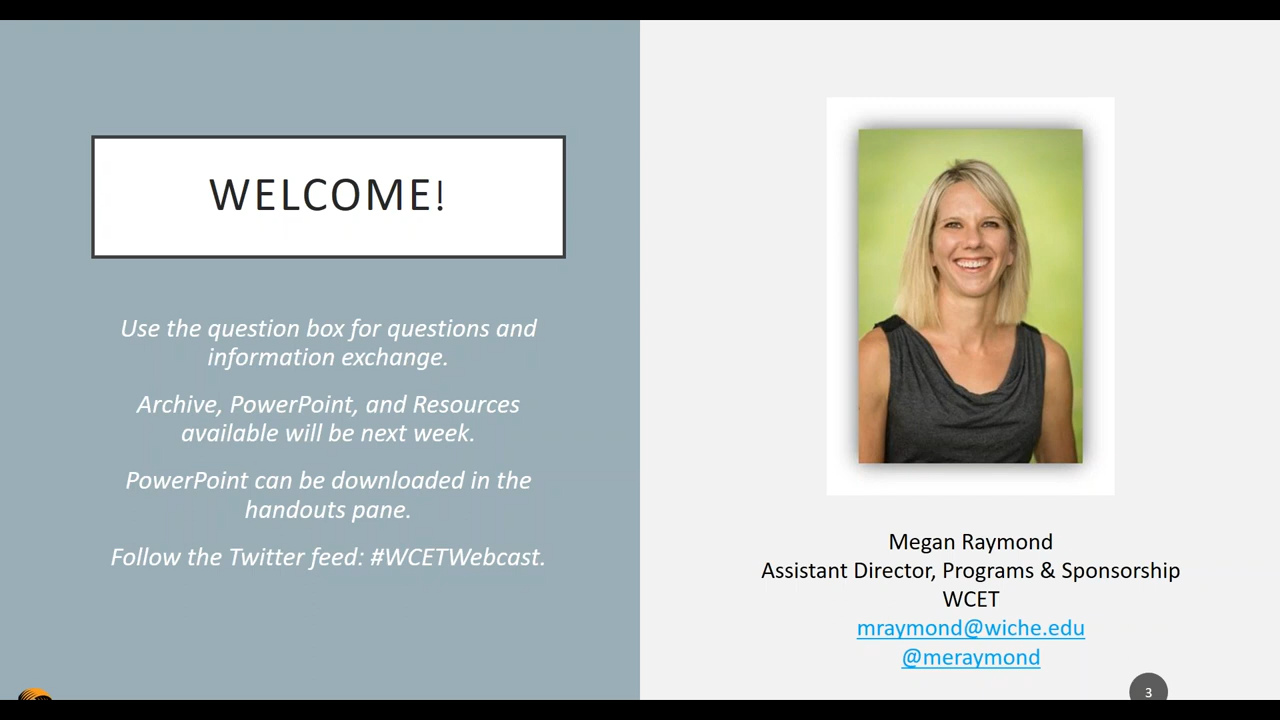 WELCOME!
Use the question box for questions and
information exchange.
Archive, PowerPoint, and Resources
available will be next week.
PowerPoint can be downloaded in the
handouts pane.
Follow the Twitter feed: #WCETWebcast.
Megan Raymond
Assistant Director, Programs & Sponsorship
WCET
mraymond@wiche.edu
@meraymond
3